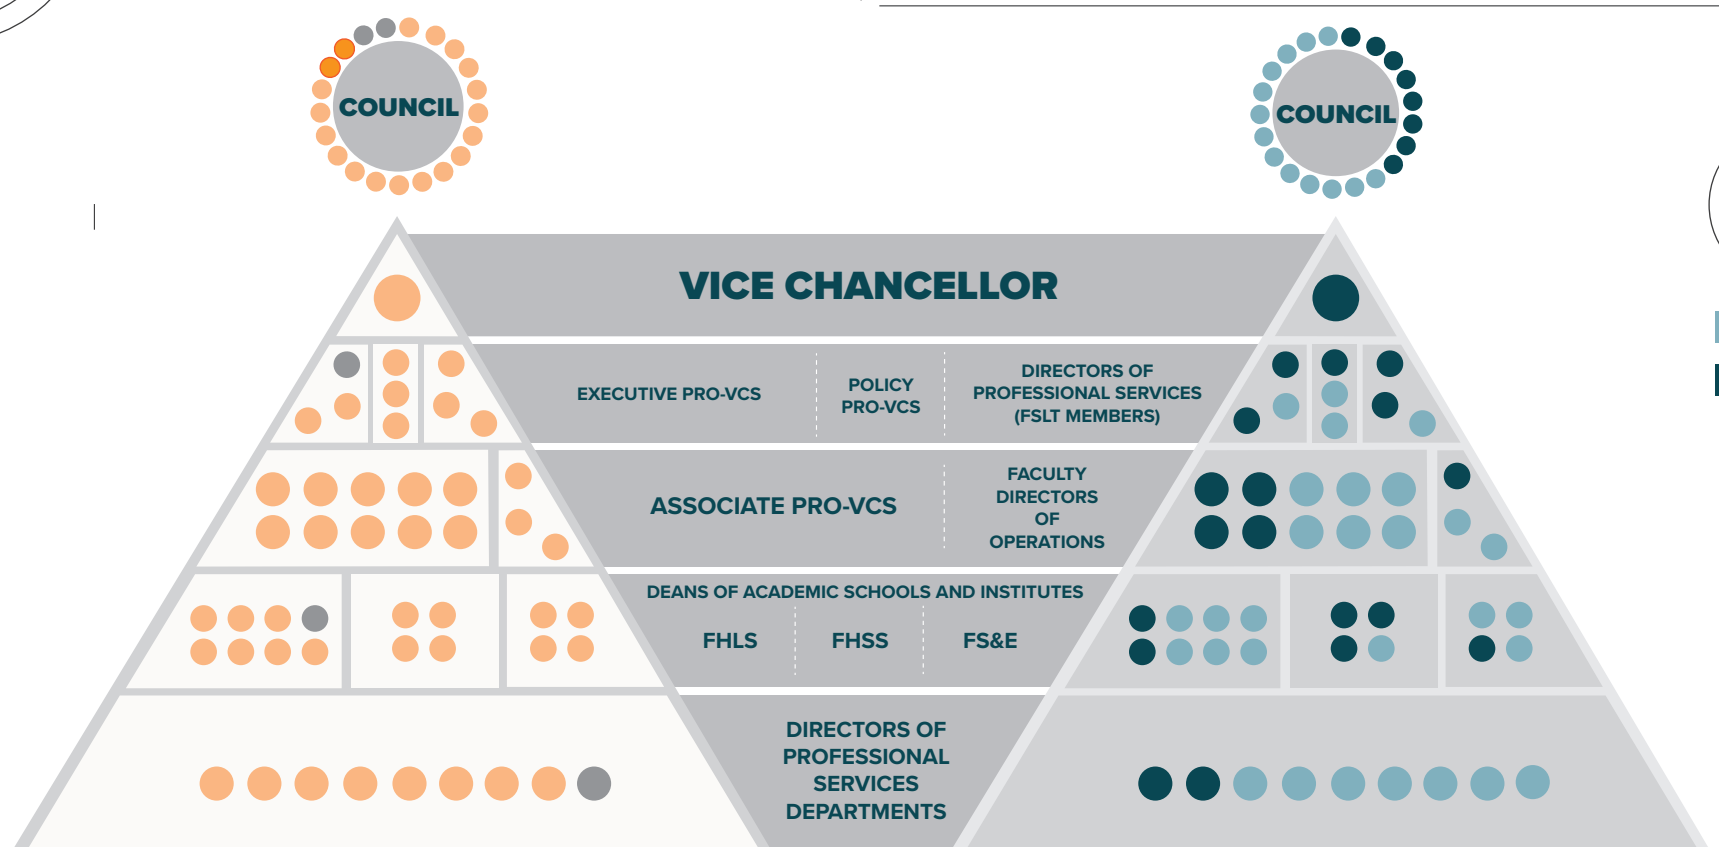 COUNCIL
COUNCIL
VICE CHANCELLOR
EXECUTIVE PRO-VCS
POLICY
PRO-VCS
DIRECTORS OF
PROFESSIONAL SERVICES
(FSLT MEMBERS)
ASSOCIATE PRO-VCS
FACULTY
DIRECTORS
OF
OPERATIONS
DEANS OF ACADEMIC SCHOOLS AND INSTITUTES
FHLS
FHSS
FS&E
DIRECTORS OF
PROFESSIONAL
SERVICES
DEPARTMENTS